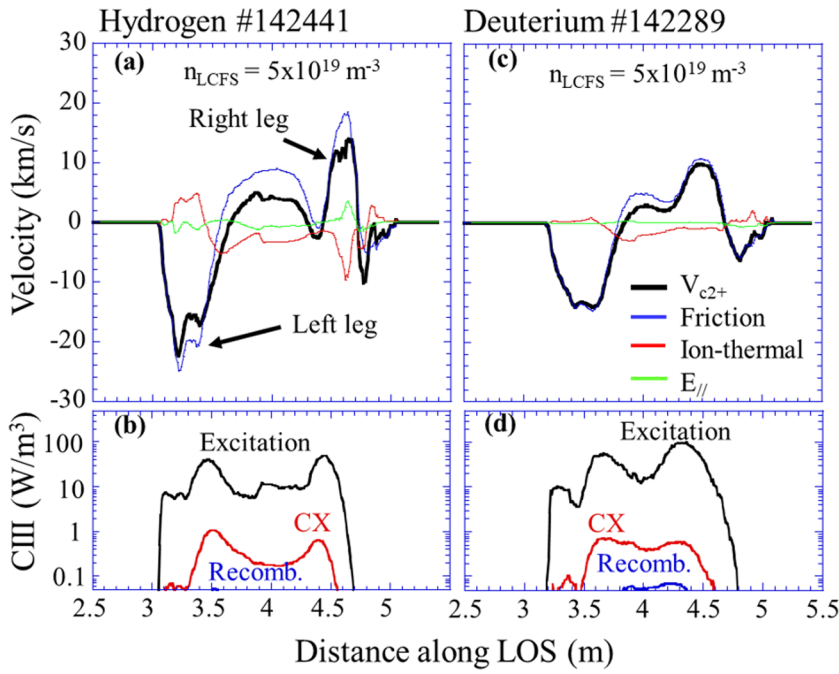 Hydrogen #142441
Deuterium #142289
(a)
n_LCFS = 5x10^19 m^-3
Right leg
Left leg
(c)
n_LCFS = 5x10^19 m^-3
V_c2+
Friction
Ion-thermal
E_//
Velocity (km/s)
30
20
10
0
-10
-20
-30
(b)
Excitation
CX
Recomb.
(d)
Excitation
CX
Recomb.
CIII (W/m^3)
100
10
1
0.1
2.5 3 3.5 4 4.5 5 2.5 3 3.5 4 4.5 5 5.5
Distance along LOS (m)